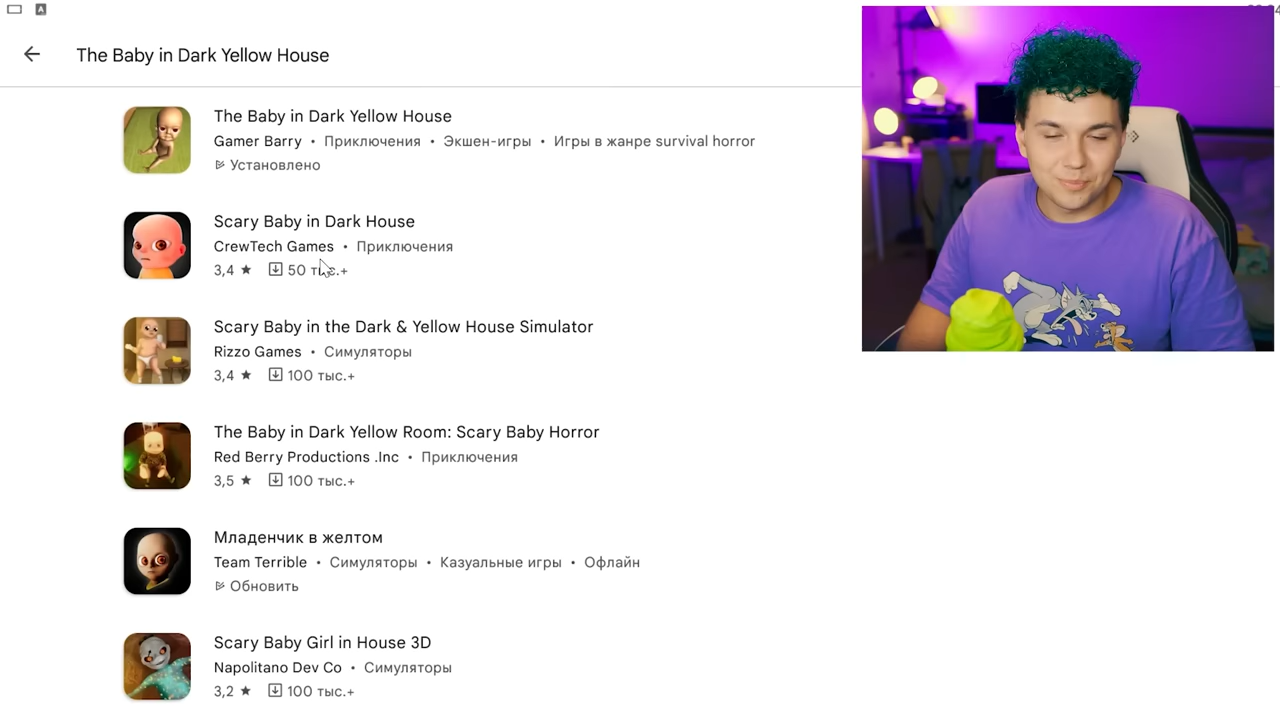 The Baby in Dark Yellow House
The Baby in Dark Yellow House
Gamer Barry • Приключения • Экшен-игры • Игры в жанре survival horror
Установлено
Scary Baby in Dark House
CrewTech Games • Приключения
3,4 ★ 50 тыс.+
Scary Baby in the Dark & Yellow House Simulator
Rizzo Games • Симуляторы
3,4 ★ 100 тыс.+
The Baby in Dark Yellow Room: Scary Baby Horror
Red Berry Productions .Inc • Приключения
3,5 ★ 100 тыс.+
Младенчик в желтом
Team Terrible • Симуляторы • Казуальные игры • Офлайн
Обновить
Scary Baby Girl in House 3D
Napolitano Dev Co • Симуляторы
3,2 ★ 100 тыс.+